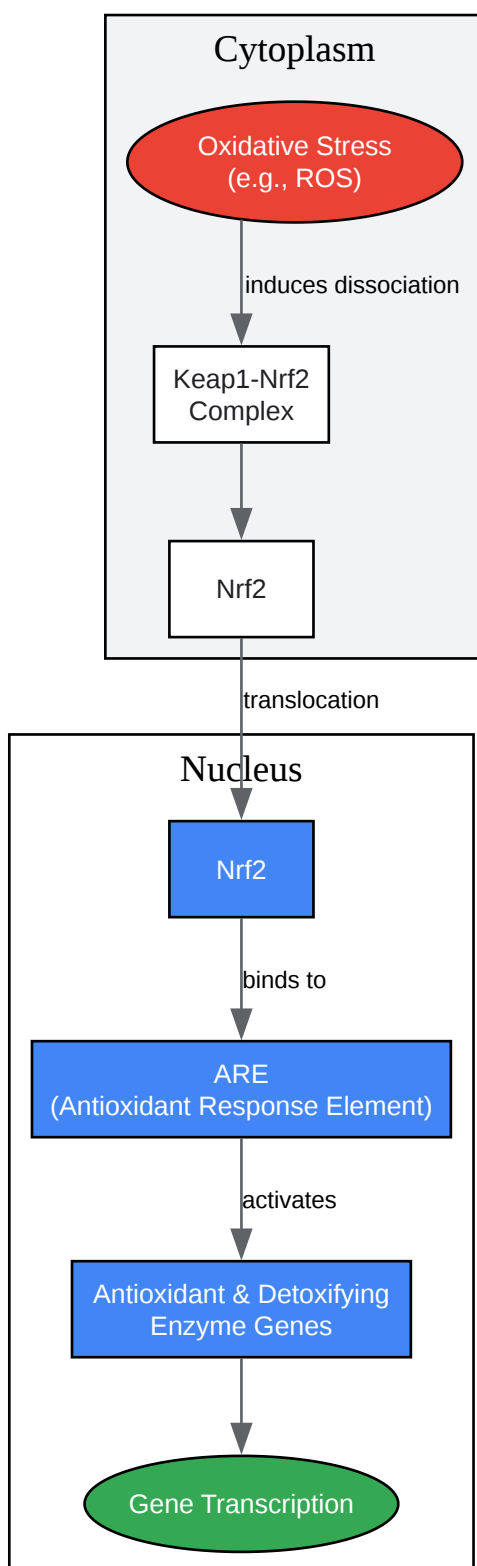 Cytoplasm
Oxidative Stress
(e.g., ROS)
induces dissociation
Keap1-Nrf2
Complex
Nrf2
translocation
Nucleus
Nrf2
binds to
ARE
(Antioxidant Response Element)
activates
Antioxidant & Detoxifying
Enzyme Genes
Gene Transcription